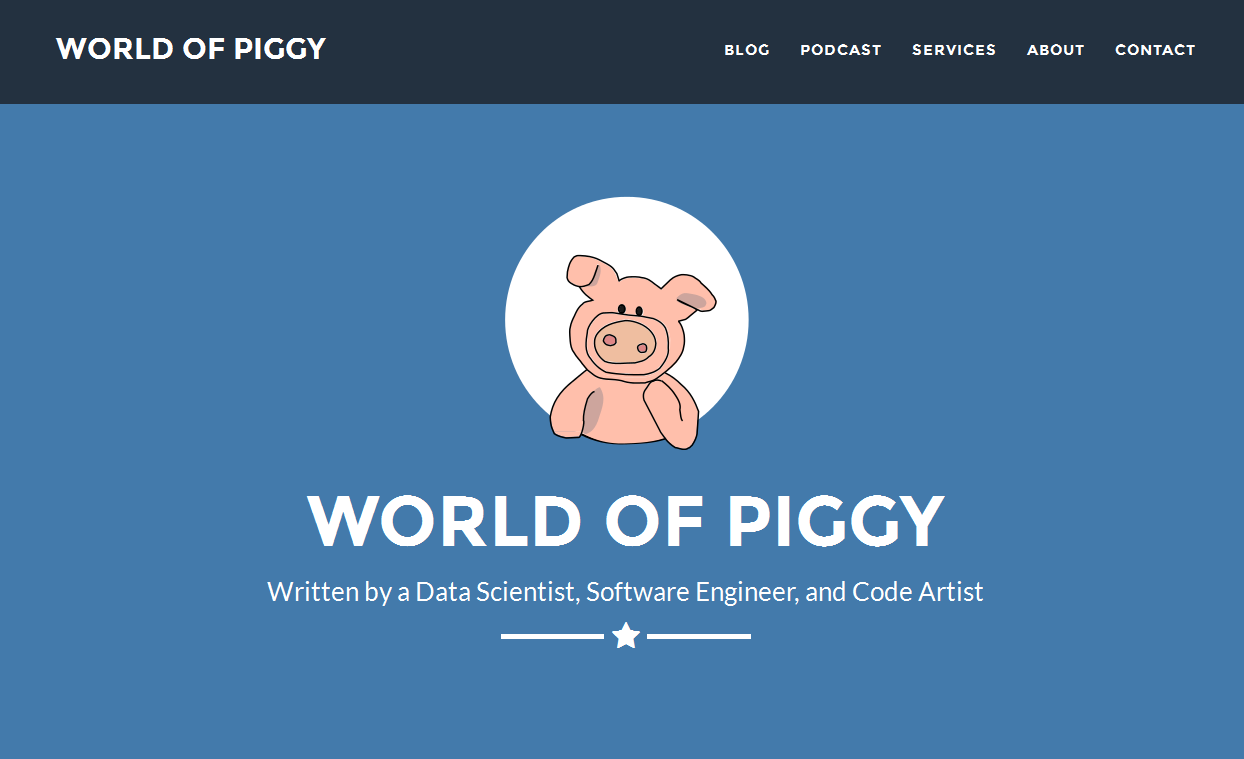 WORLD OF PIGGY
BLOG PODCAST SERVICES ABOUT CONTACT
WORLD OF PIGGY
Written by a Data Scientist, Software Engineer, and Code Artist